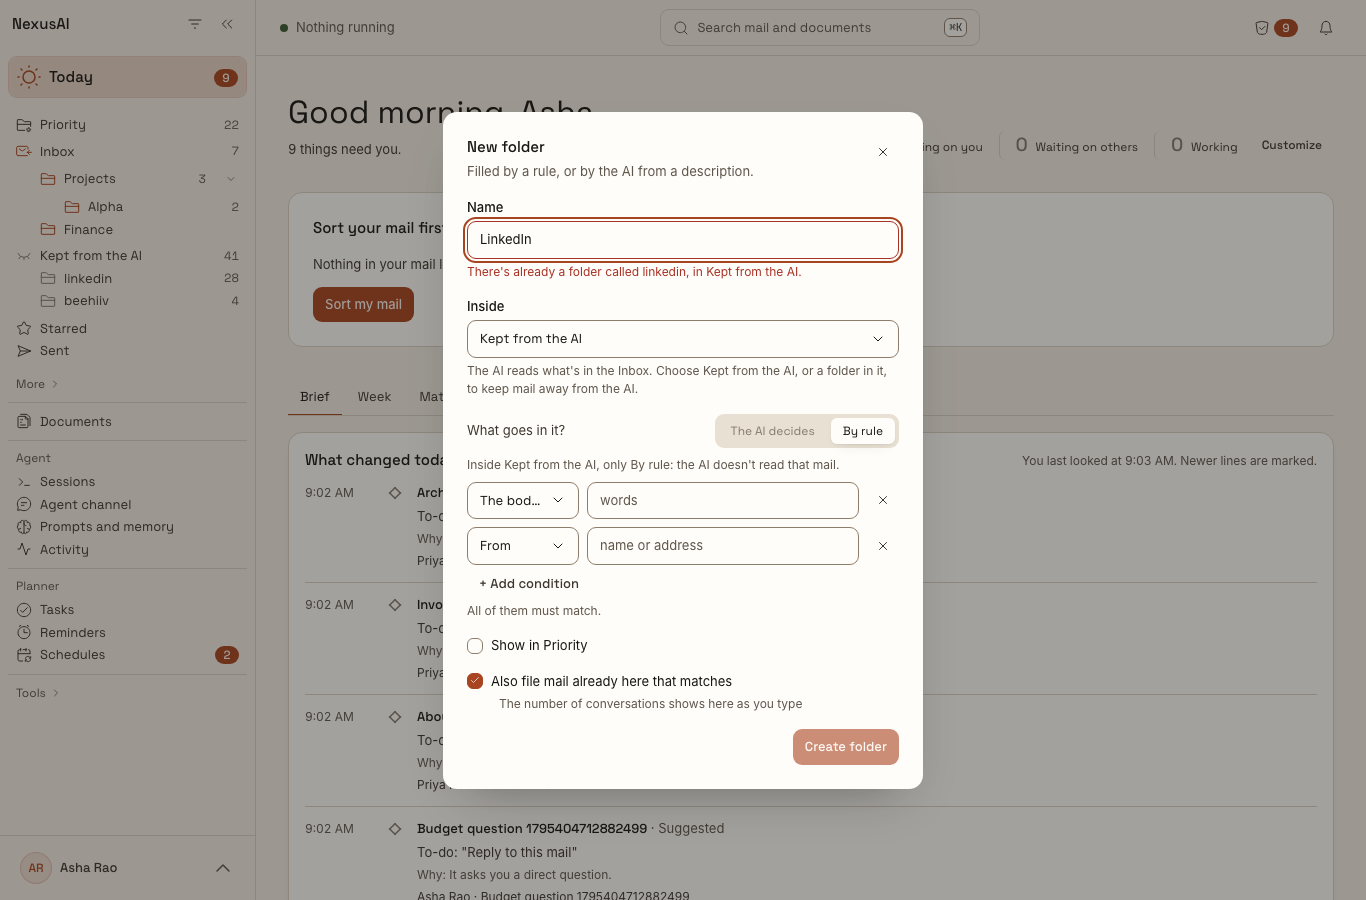 NexusAI
Nothing running
Search mail and documents
⌘K
9
Today
9
Priority 22
Inbox 7
Projects 3
Alpha 2
Finance
Kept from the AI 41
linkedin 28
beehiiv 4
Starred
Sent
More
Documents
Agent
Sessions
Agent channel
Prompts and memory
Activity
Planner
Tasks
Reminders
Schedules 2
Tools
AR Asha Rao
Good morning, Asha
9 things need you.
ing on you
0 Waiting on others
0 Working
Customize
Sort your mail firs
Nothing in your mail
Sort my mail
Brief Week Mat
What changed toda
You last looked at 9:03 AM. Newer lines are marked.
9:02 AM Arch
To-d
Why
Priya
9:02 AM Invo
To-d
Why
Priya
9:02 AM Abou
To-d
Why
Priya
9:02 AM Budget question 1795404712882499 · Suggested
To-do: "Reply to this mail"
Why: It asks you a direct question.
Asha Rao · Budget question 1795404712882499
New folder
Filled by a rule, or by the AI from a description.
Name
LinkedIn
There's already a folder called linkedin, in Kept from the AI.
Inside
Kept from the AI
The AI reads what's in the Inbox. Choose Kept from the AI, or a folder in it,
to keep mail away from the AI.
What goes in it?
The AI decides By rule
Inside Kept from the AI, only By rule: the AI doesn't read that mail.
The bod... words
From name or address
+ Add condition
All of them must match.
Show in Priority
Also file mail already here that matches
The number of conversations shows here as you type
Create folder